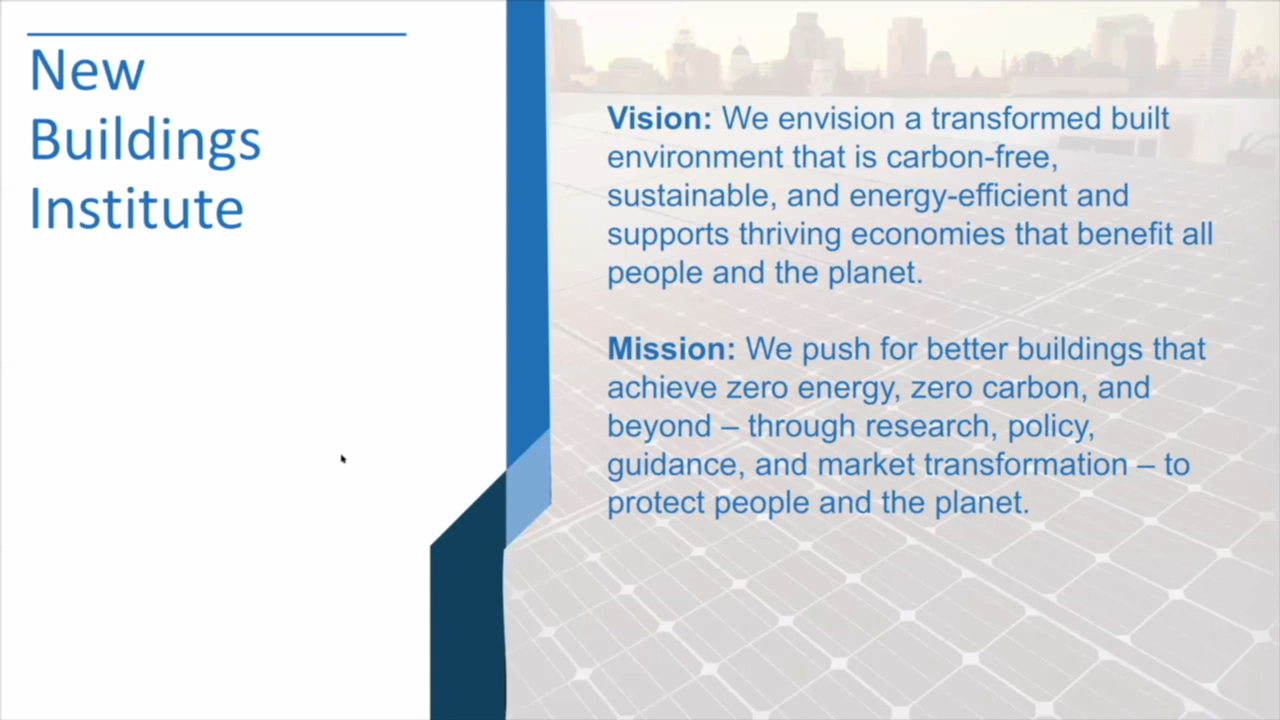 New
Buildings
Institute
Vision: We envision a transformed built
environment that is carbon-free,
sustainable, and energy-efficient and
supports thriving economies that benefit all
people and the planet.
Mission: We push for better buildings that
achieve zero energy, zero carbon, and
beyond – through research, policy,
guidance, and market transformation – to
protect people and the planet.